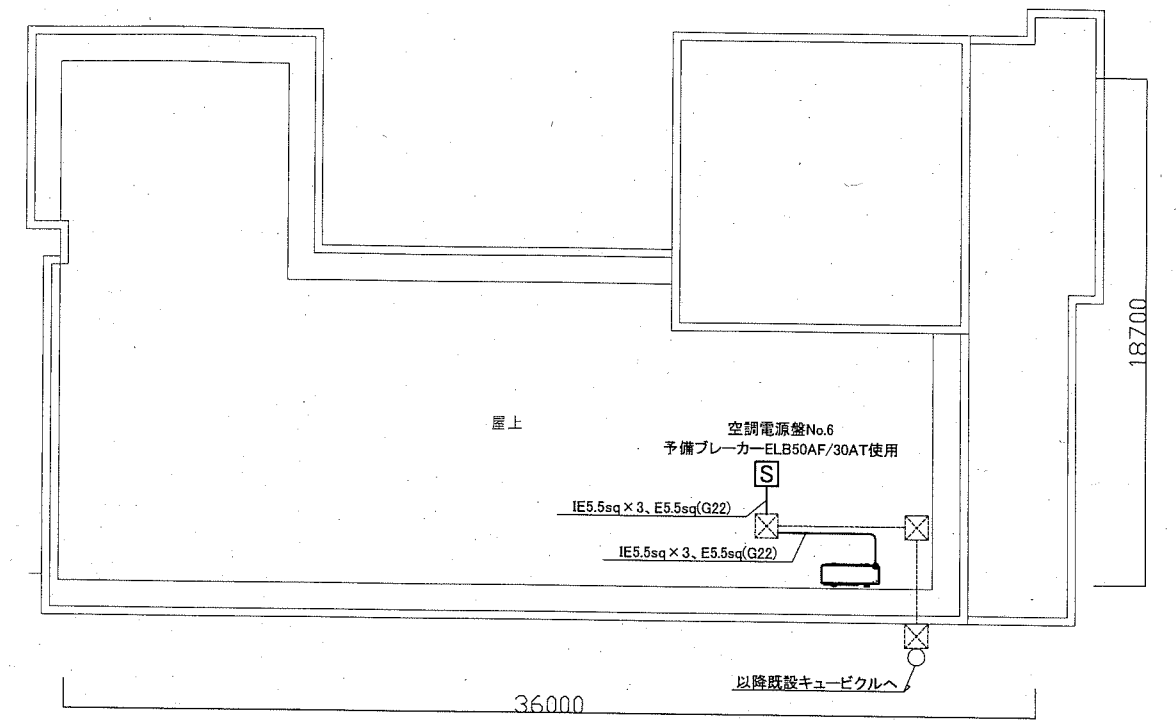 屋上
空調電源盤No.6
予備ブレーカーELB50AF/30AT使用
S
IE5.5sq×3、E5.5sq(G22)
IE5.5sq×3、E5.5sq(G22)
以降既設キュービクルへ
18700
36000